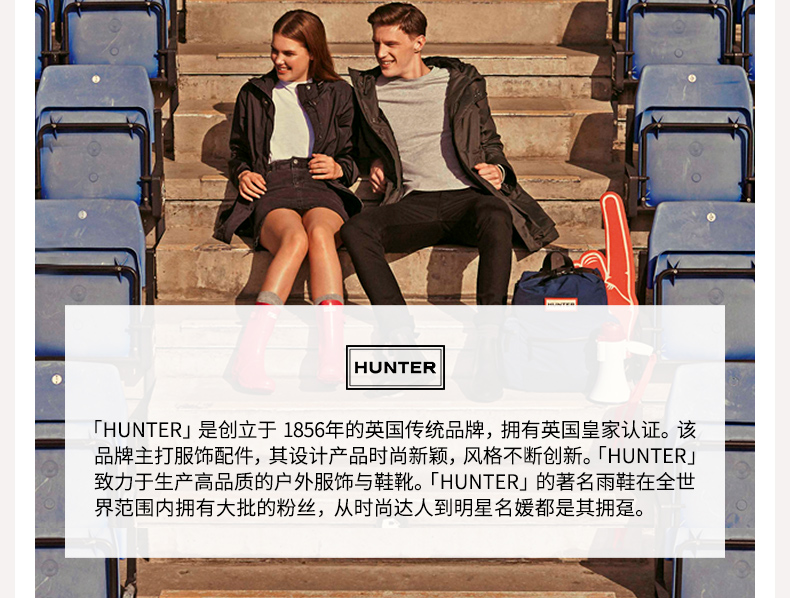 HUNTER
HUNTER
「HUNTER」是创立于 1856年的英国传统品牌，拥有英国皇家认证。该
品牌主打服饰配件，其设计产品时尚新颖，风格不断创新。「HUNTER」
致力于生产高品质的户外服饰与鞋靴。「HUNTER」的著名雨鞋在全世
界范围内拥有大批的粉丝，从时尚达人到明星名媛都是其拥趸。